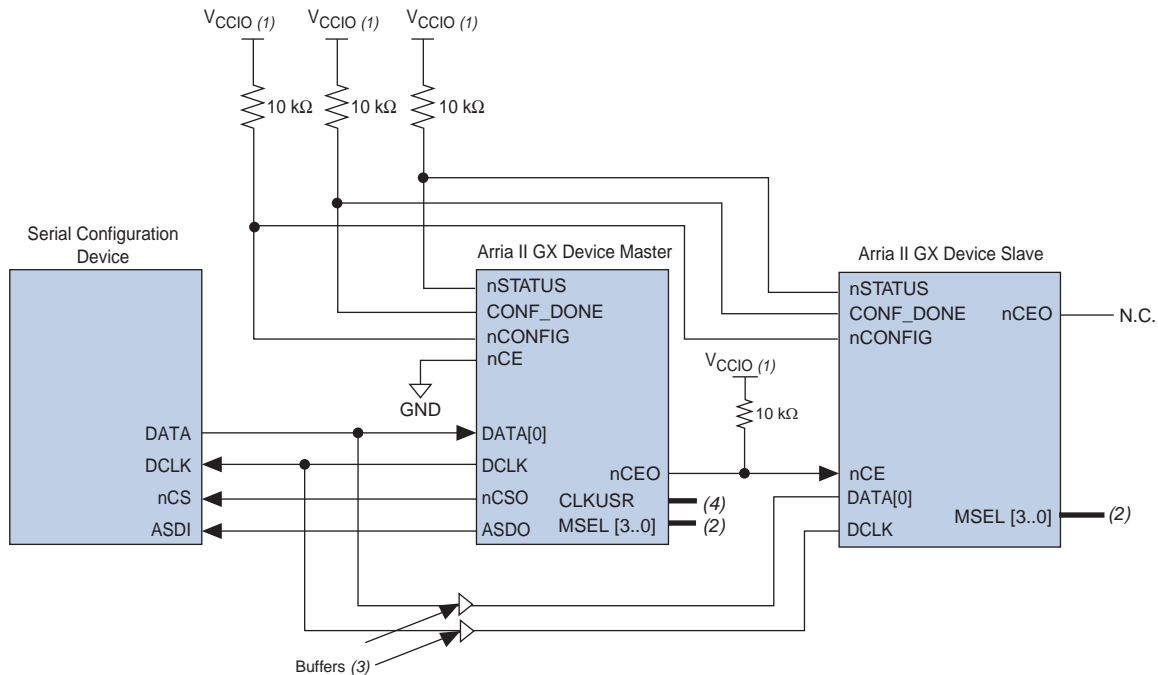 VCCIO (1)
VCCIO (1)
VCCIO (1)
10 kΩ
10 kΩ
10 kΩ
Serial Configuration
Device
DATA
DCLK
nCS
ASDI
Arria II GX Device Master
nSTATUS
CONF_DONE
nCONFIG
nCE
GND
DATA[0]
DCLK
nCSO
ASDO
nCEO
CLKUSR
(4)
MSEL [3..0]
(2)
VCCIO (1)
10 kΩ
Arria II GX Device Slave
nSTATUS
CONF_DONE
nCONFIG
nCEO
N.C.
nCE
DATA[0]
DCLK
MSEL [3..0]
(2)
Buffers (3)